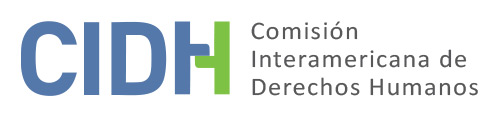 CIDH
Comisión
Interamericana de
Derechos Humanos